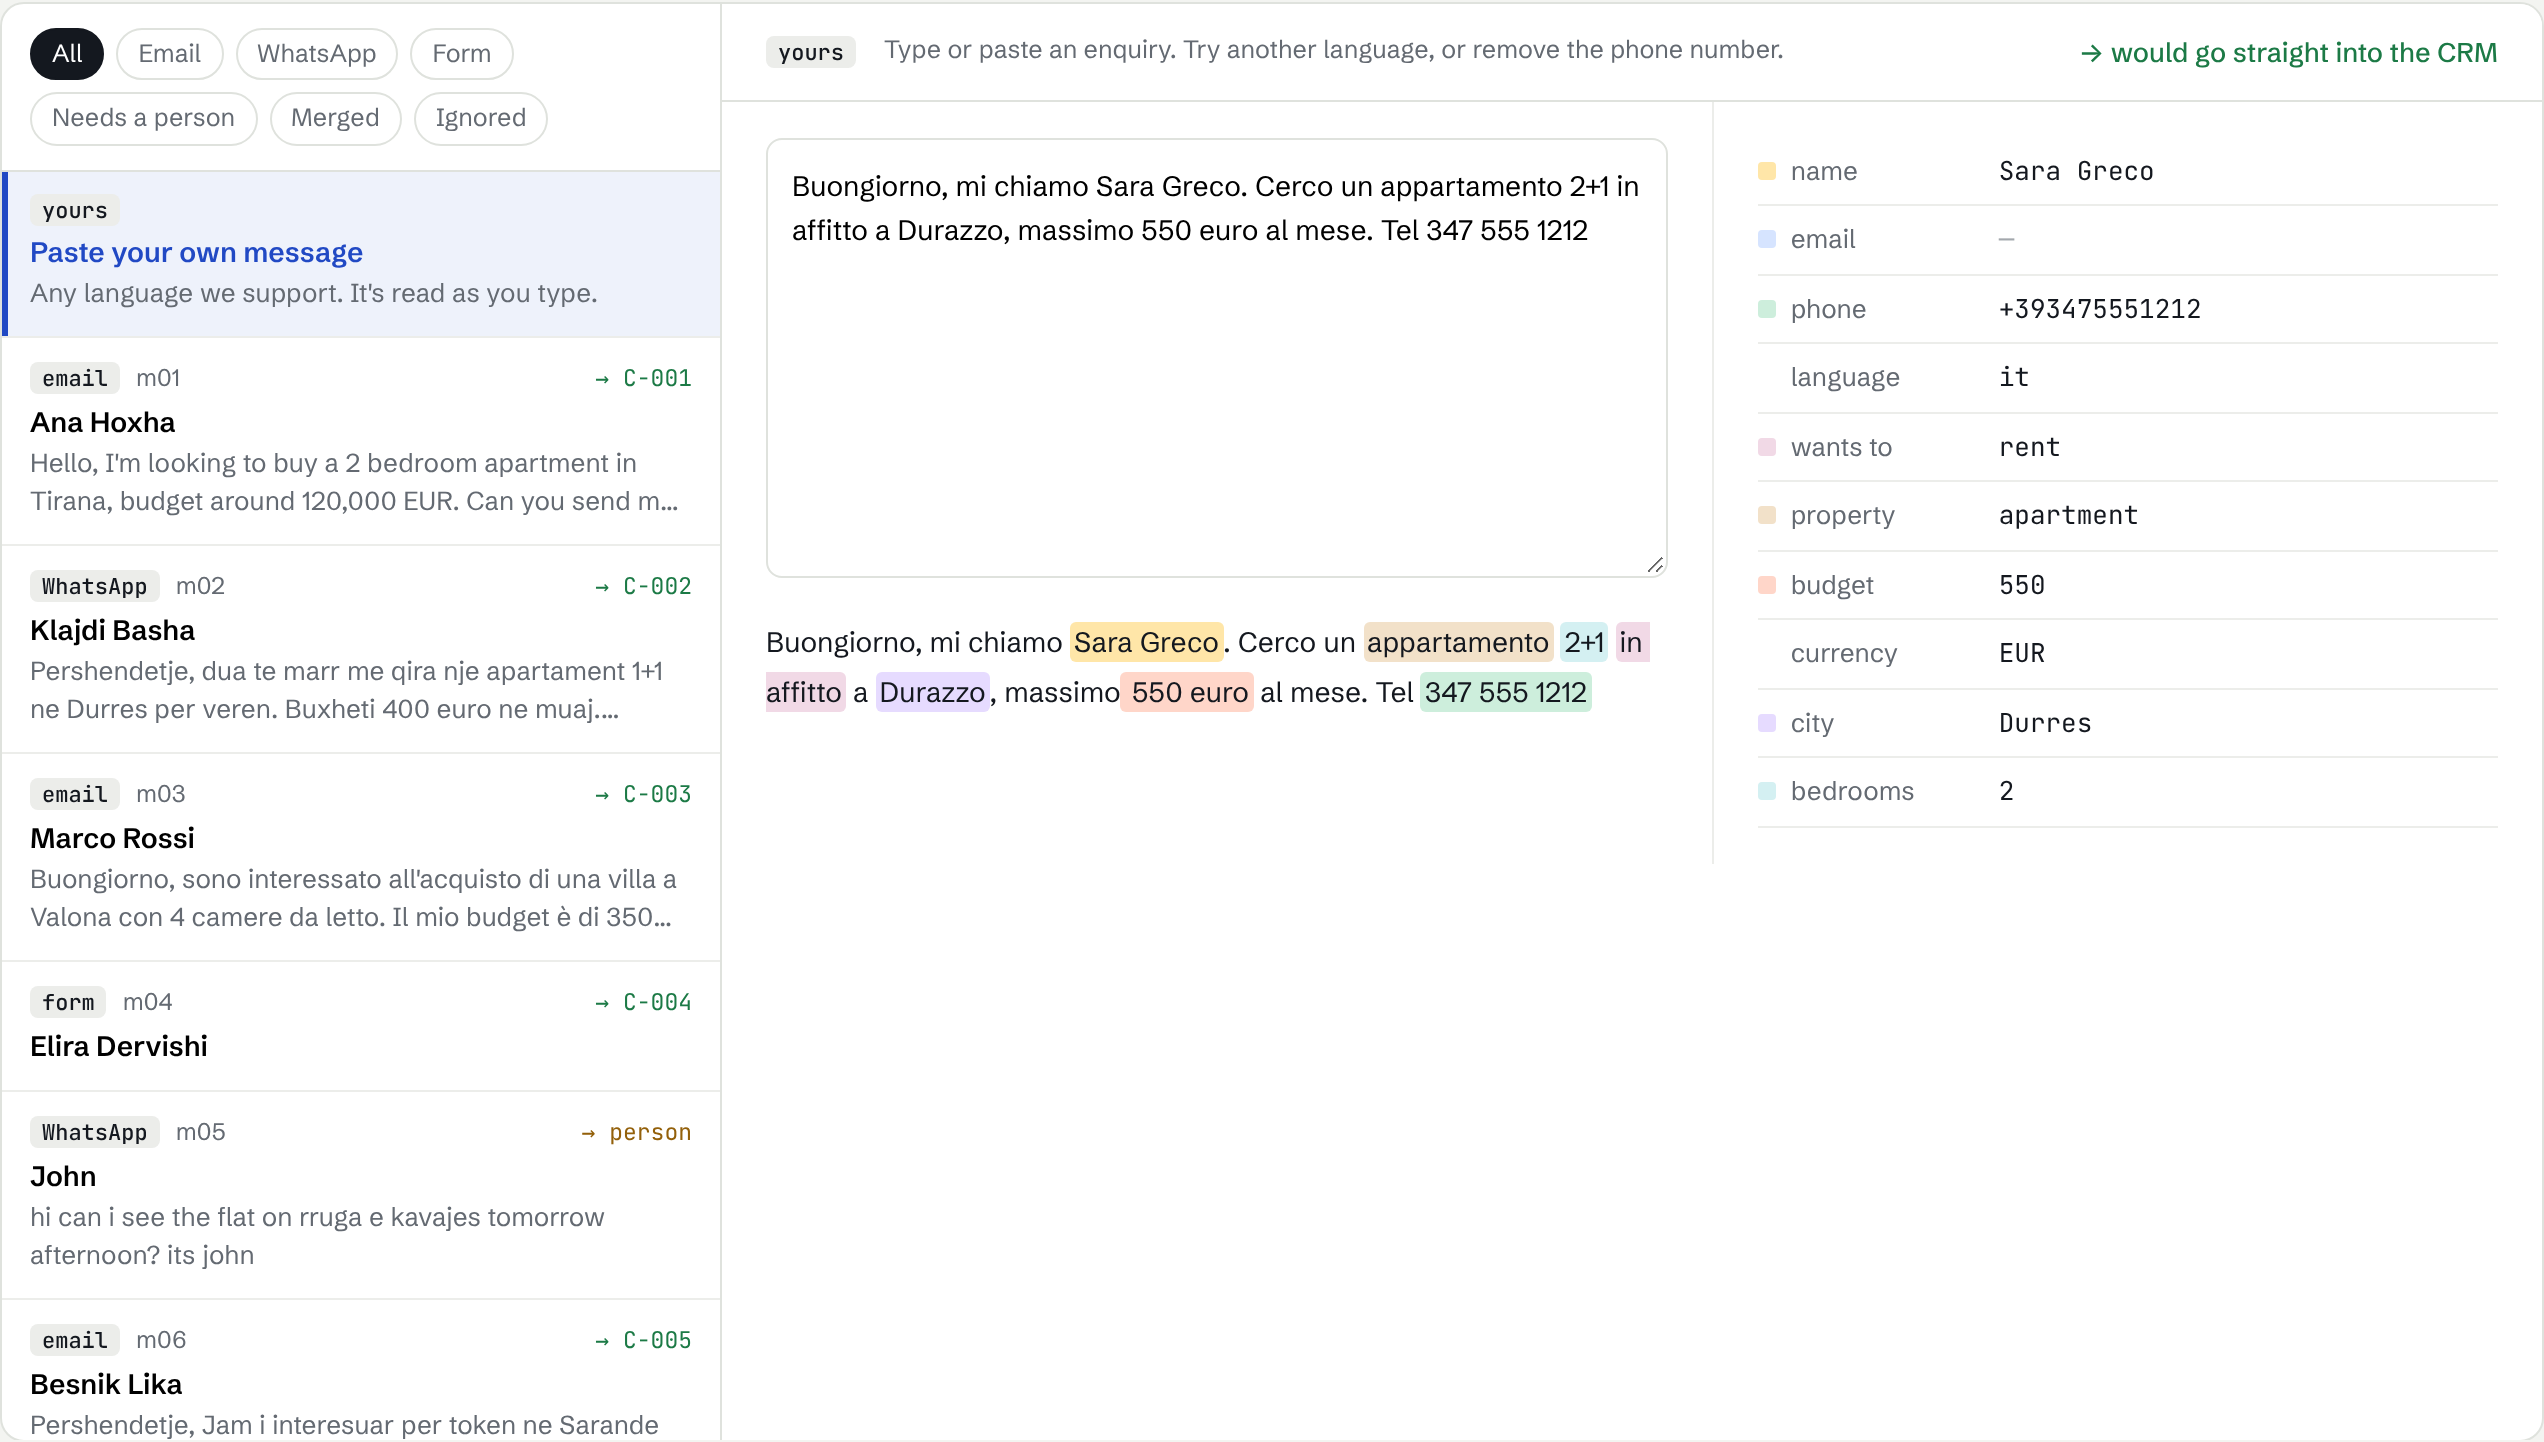 All Email WhatsApp Form
Needs a person Merged Ignored
yours
Paste your own message
Any language we support. It's read as you type.
email m01 → C-001
Ana Hoxha
Hello, I'm looking to buy a 2 bedroom apartment in
Tirana, budget around 120,000 EUR. Can you send m...
WhatsApp m02 → C-002
Klajdi Basha
Pershendetje, dua te marr me qira nje apartament 1+1
ne Durres per veren. Buxheti 400 euro ne muaj....
email m03 → C-003
Marco Rossi
Buongiorno, sono interessato all'acquisto di una villa a
Valona con 4 camere da letto. Il mio budget è di 350...
form m04 → C-004
Elira Dervishi
WhatsApp m05 → person
John
hi can i see the flat on rruga e kavajes tomorrow
afternoon? its john
email m06 → C-005
Besnik Lika
Pershendetje, Jam i interesuar per token ne Sarande
yours Type or paste an enquiry. Try another language, or remove the phone number. → would go straight into the CRM
Buongiorno, mi chiamo Sara Greco. Cerco un appartamento 2+1 in
affitto a Durazzo, massimo 550 euro al mese. Tel 347 555 1212
Buongiorno, mi chiamo Sara Greco. Cerco un appartamento 2+1 in
affitto a Durazzo, massimo 550 euro al mese. Tel 347 555 1212
name Sara Greco
email –
phone +393475551212
language it
wants to rent
property apartment
budget 550
currency EUR
city Durres
bedrooms 2